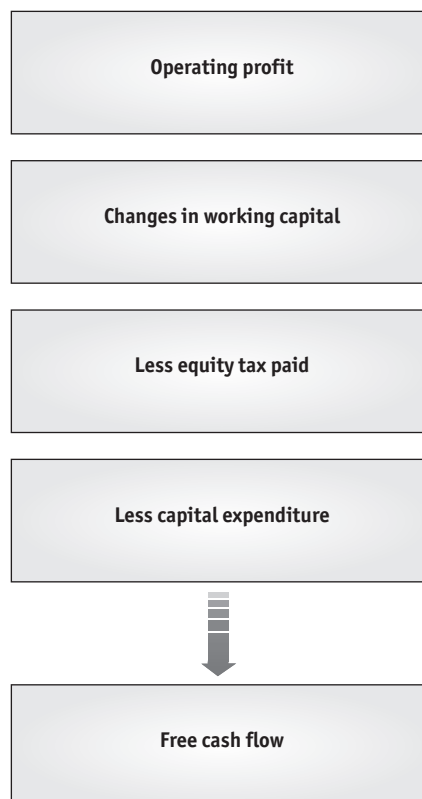 Operating profit
Changes in working capital
Less equity tax paid
Less capital expenditure
Free cash flow